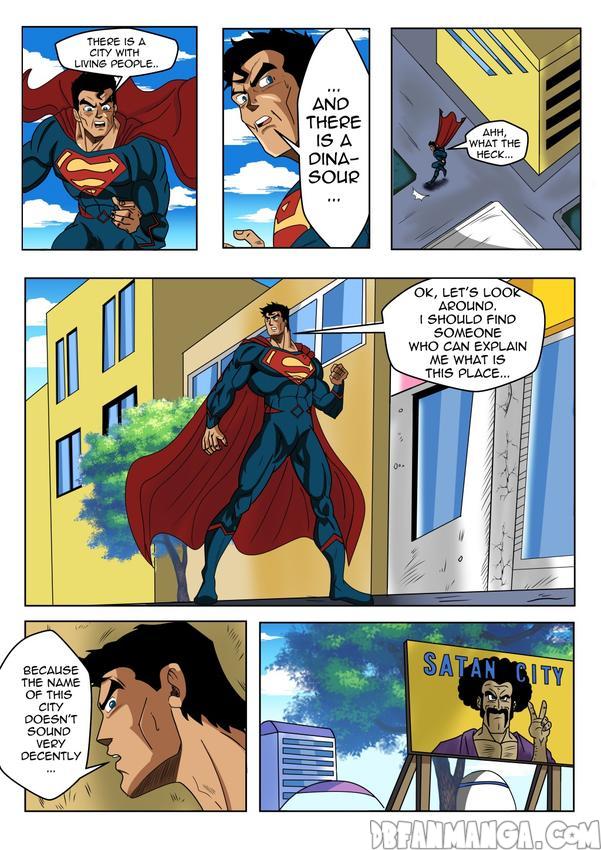 THERE IS A
CITY WITH
LIVING PEOPLE..
...
AND
THERE
IS A
DINA-
SOUR
...
AHH,
WHAT THE
HECK...
OK, LET'S LOOK
AROUND.
I SHOULD FIND
SOMEONE
WHO CAN EXPLAIN
ME WHAT IS
THIS PLACE...
BECAUSE
THE NAME
OF THIS
CITY
DOESN'T
SOUND
VERY
DECENTLY
...
SATAN CITY
DBFANMANGA.COM